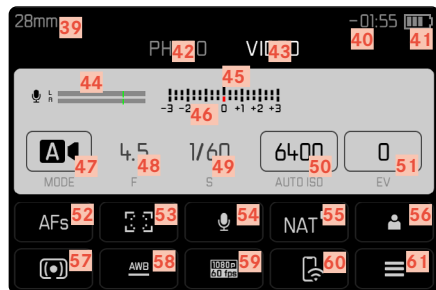 28mm 39 -01:55 40 41
PHOTO 42 VIDEO 43
44 L R 45
-3 -2 46 0 +1 +2 +3
A 47 4.5 48 1/60 49 6400 50 0 51
MODE F S AUTO ISO EV
AFs 52 53 54 NAT 55 56
57 AWB 58 1080p 60 fps 59 60 61